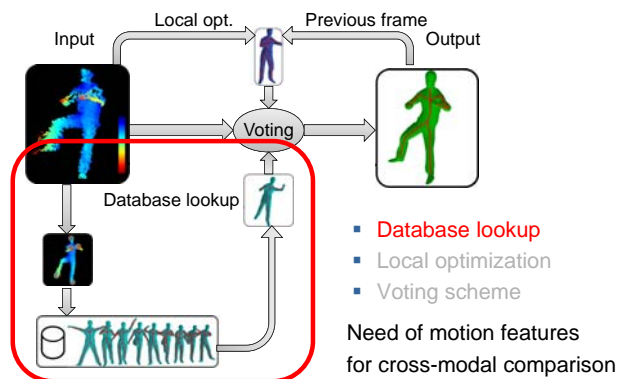 Local opt.
Previous frame
Input
Output
Voting
Database lookup
▪ Database lookup
▪ Local optimization
▪ Voting scheme
Need of motion features
for cross-modal comparison